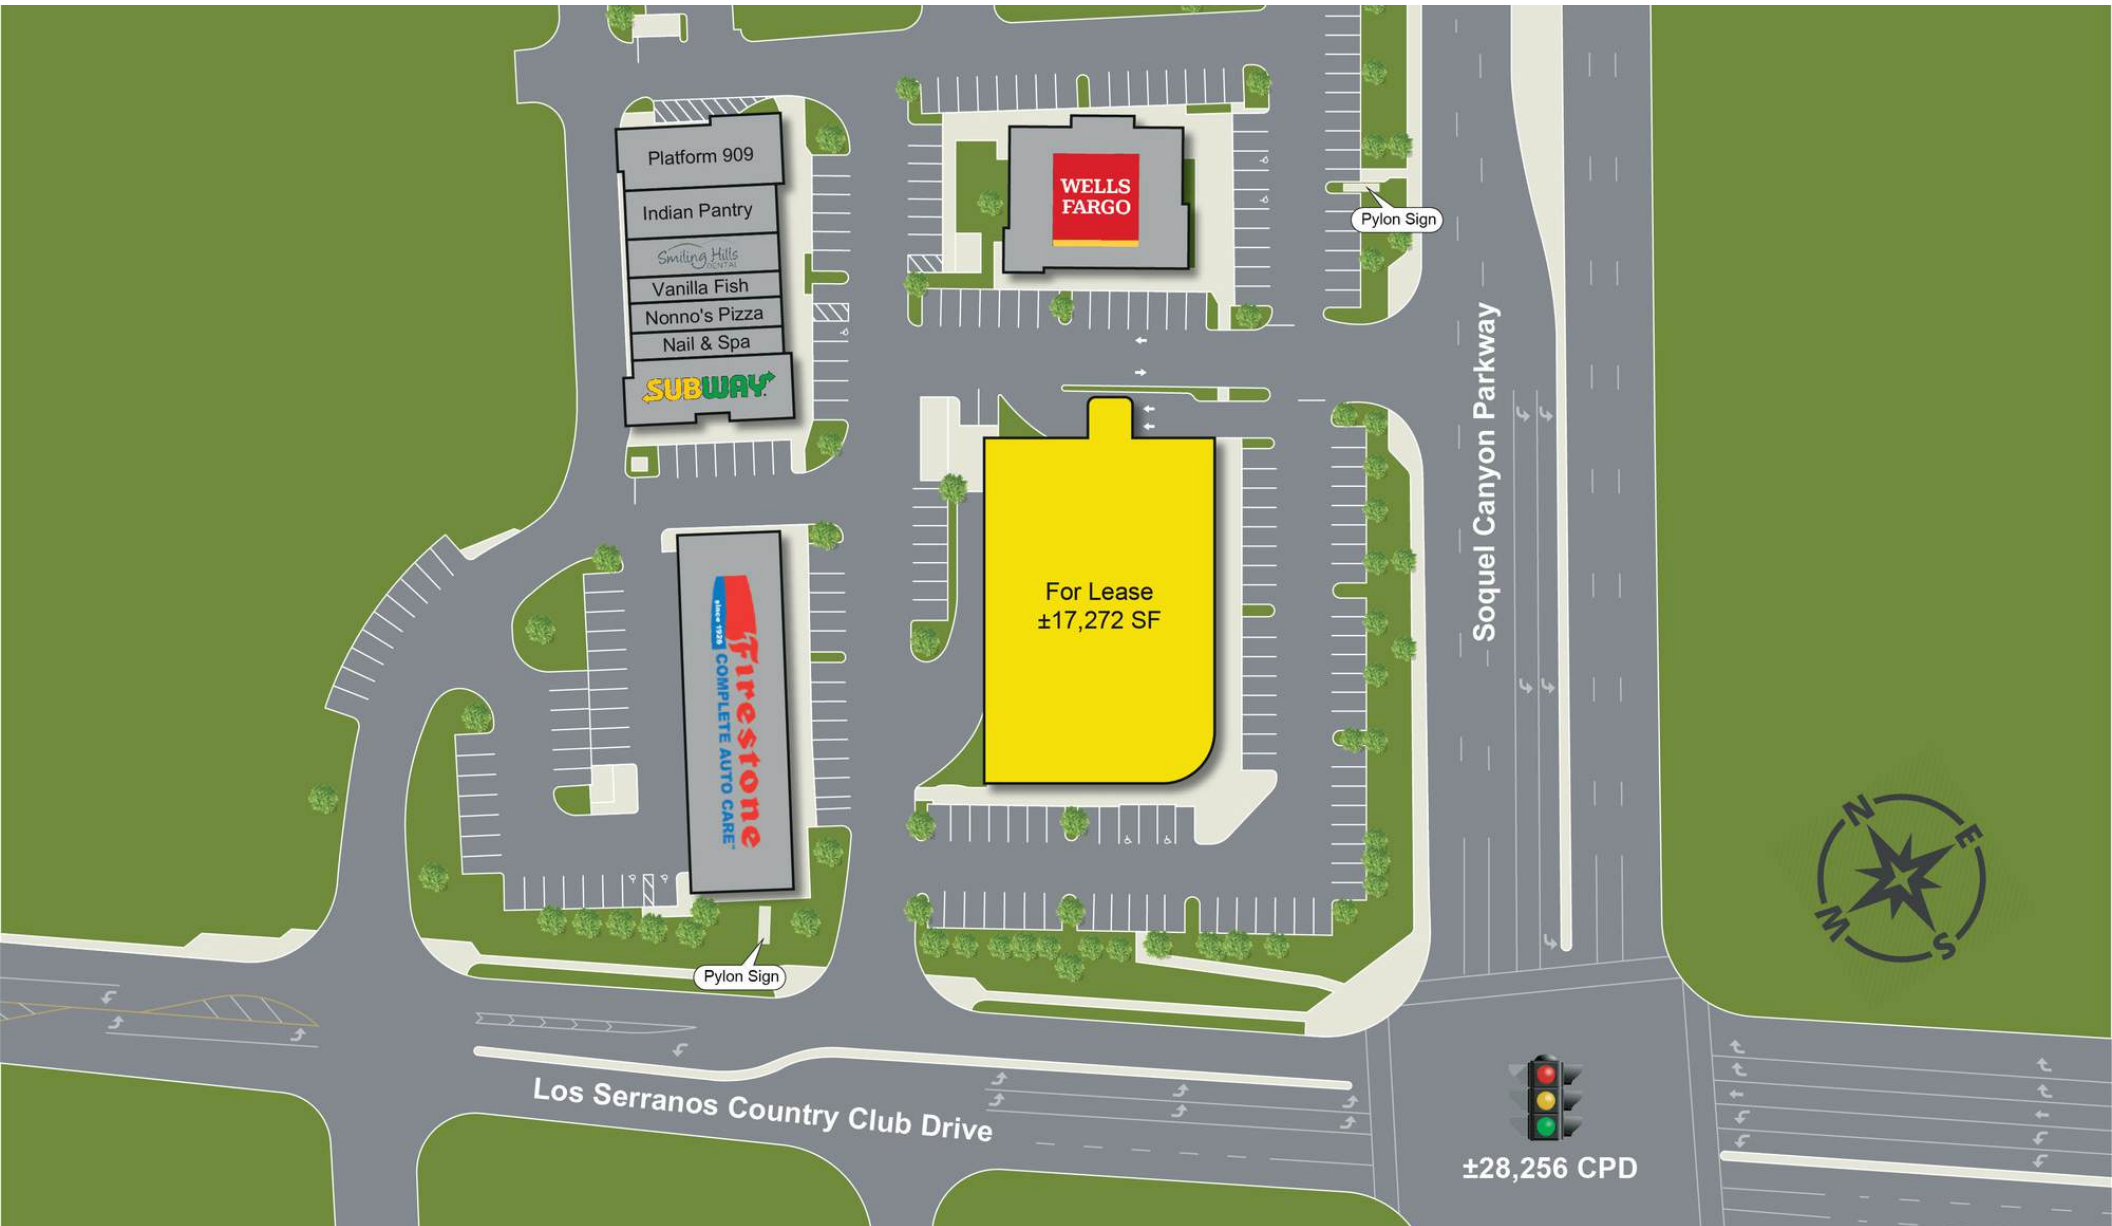 Platform 909
Indian Pantry
Smiling Hills
DENTAL
Vanilla Fish
Nonno's Pizza
Nail & Spa
SUBWAY
WELLS
FARGO
Pylon Sign
Soquel Canyon Parkway
For Lease
±17,272 SF
since 1926
Firestone
COMPLETE AUTO CARE
Pylon Sign
N
E
W
S
Los Serranos Country Club Drive
±28,256 CPD